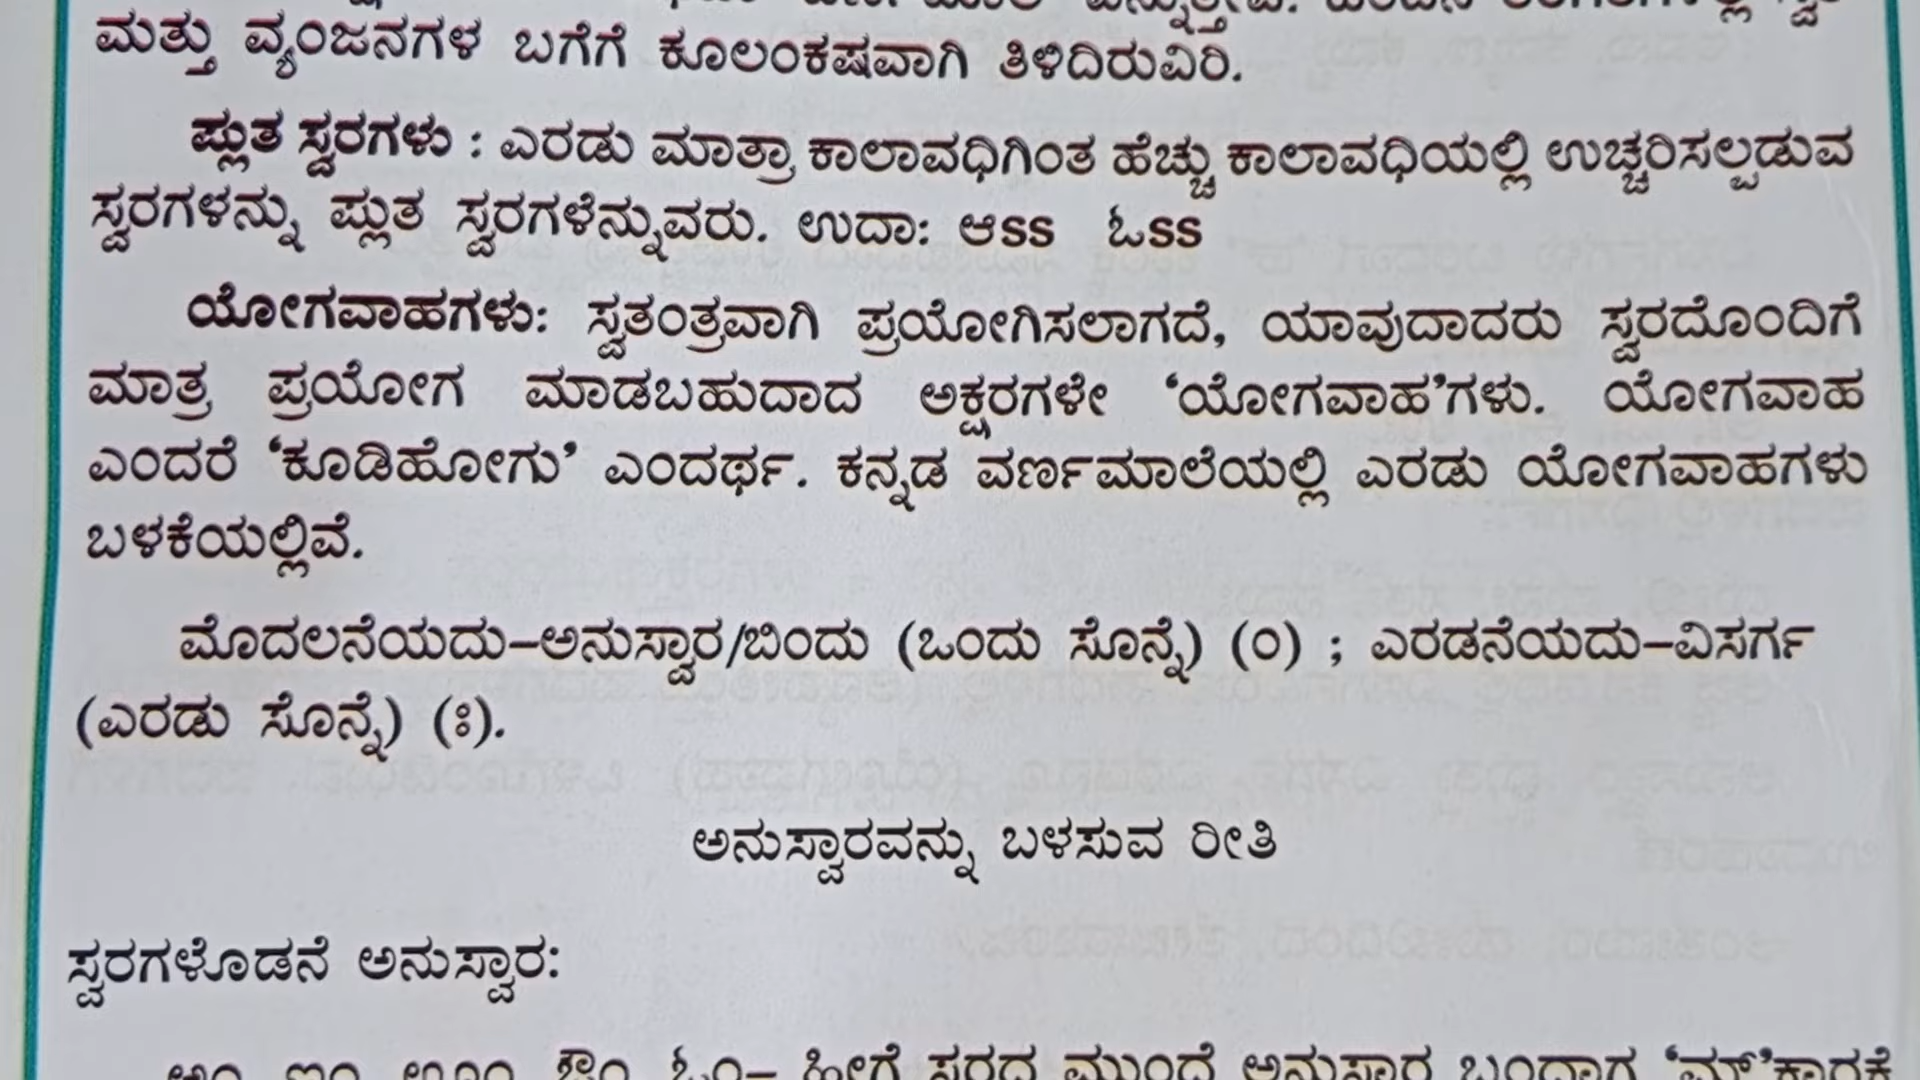 ಮತ್ತು ವ್ಯಂಜನಗಳ ಬಗೆಗೆ ಕೂಲಂಕಷವಾಗಿ ತಿಳಿದಿರುವಿರಿ.
ಪ್ಲುತ ಸ್ವರಗಳು : ಎರಡು ಮಾತ್ರಾ ಕಾಲಾವಧಿಗಿಂತ ಹೆಚ್ಚು ಕಾಲಾವಧಿಯಲ್ಲಿ ಉಚ್ಚರಿಸಲ್ಪಡುವ
ಸ್ವರಗಳನ್ನು ಪ್ಲುತ ಸ್ವರಗಳೆನ್ನುವರು. ಉದಾ: ಆss ಓss
ಯೋಗವಾಹಗಳು: ಸ್ವತಂತ್ರವಾಗಿ ಪ್ರಯೋಗಿಸಲಾಗದೆ, ಯಾವುದಾದರು ಸ್ವರದೊಂದಿಗೆ
ಮಾತ್ರ ಪ್ರಯೋಗ ಮಾಡಬಹುದಾದ ಅಕ್ಷರಗಳೇ ‘ಯೋಗವಾಹ’ಗಳು. ಯೋಗವಾಹ
ಎಂದರೆ ‘ಕೂಡಿಹೋಗು’ ಎಂದರ್ಥ. ಕನ್ನಡ ವರ್ಣಮಾಲೆಯಲ್ಲಿ ಎರಡು ಯೋಗವಾಹಗಳು
ಬಳಕೆಯಲ್ಲಿವೆ.
ಮೊದಲನೆಯದು–ಅನುಸ್ವಾರ/ಬಿಂದು (ಒಂದು ಸೊನ್ನೆ) (ಂ) ; ಎರಡನೆಯದು–ವಿಸರ್ಗ
(ಎರಡು ಸೊನ್ನೆ) (ಃ).
ಅನುಸ್ವಾರವನ್ನು ಬಳಸುವ ರೀತಿ
ಸ್ವರಗಳೊಡನೆ ಅನುಸ್ವಾರ:
ಹೀಗೆ ಸ್ವರದ ಮುಂದೆ ಅನುಸ್ವಾರ ಬಂದಾಗ ‘ಮ್’ಕಾರಕ್ಕೆ